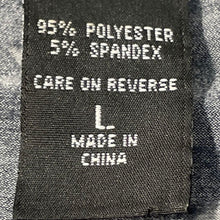 95% POLYESTER
5% SPANDEX
CARE ON REVERSE
L
MADE IN
CHINA